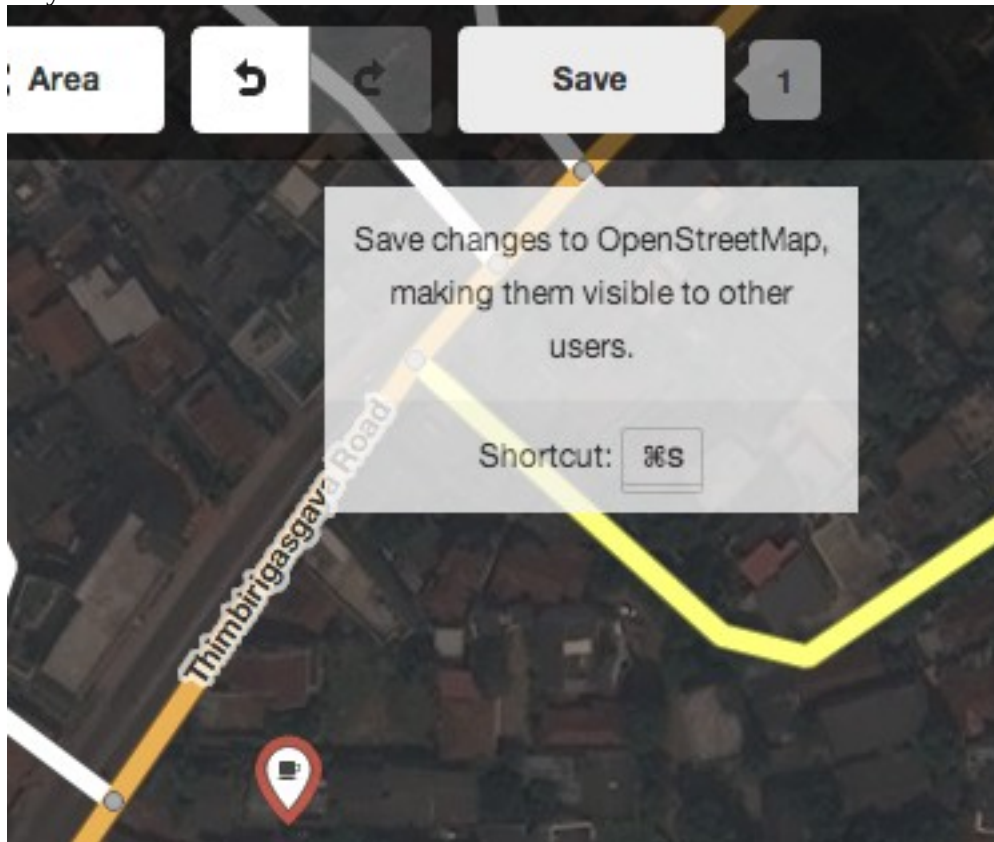 Area
Save
1
Save changes to OpenStreetMap,
making them visible to other
users.
Shortcut: ⌘S
Thimbirigasgaya Road